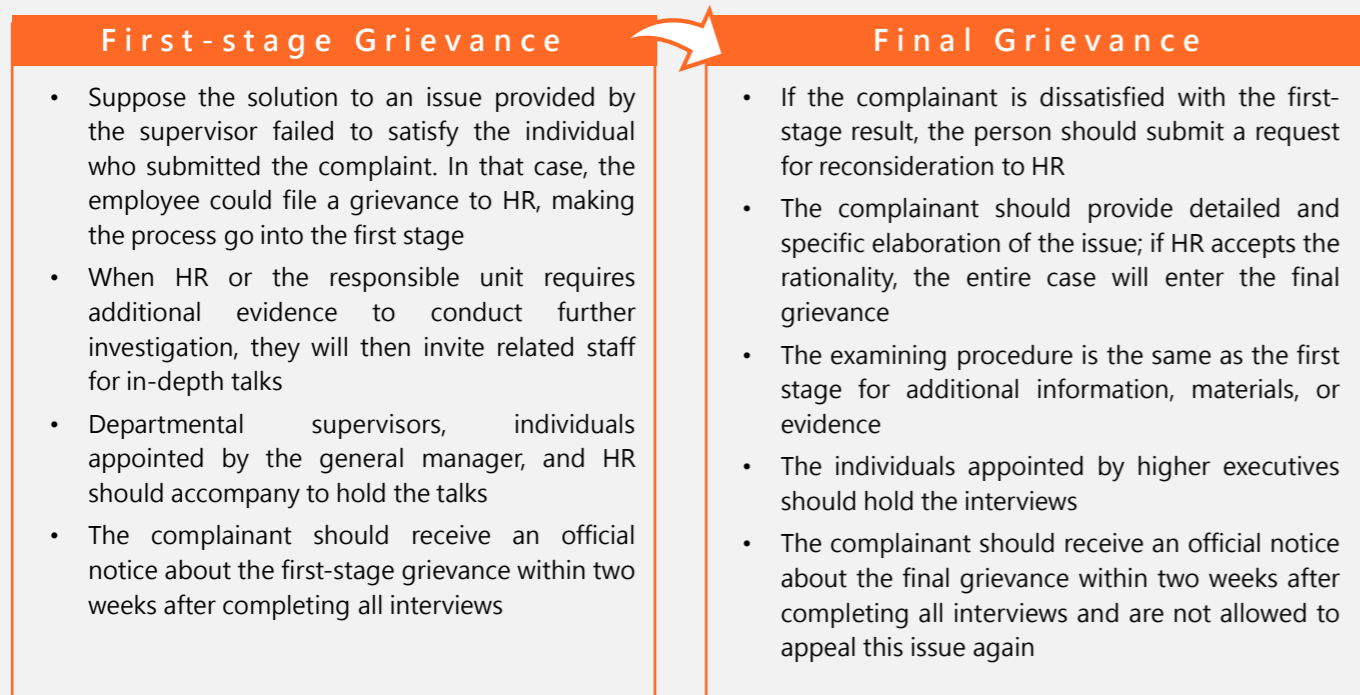 First-stage Grievance
• Suppose the solution to an issue provided by
the supervisor failed to satisfy the individual
who submitted the complaint. In that case, the
employee could file a grievance to HR, making
the process go into the first stage
• When HR or the responsible unit requires
additional evidence to conduct further
investigation, they will then invite related staff
for in-depth talks
• Departmental supervisors, individuals
appointed by the general manager, and HR
should accompany to hold the talks
• The complainant should receive an official
notice about the first-stage grievance within two
weeks after completing all interviews
Final Grievance
• If the complainant is dissatisfied with the first-
stage result, the person should submit a request
for reconsideration to HR
• The complainant should provide detailed and
specific elaboration of the issue; if HR accepts the
rationality, the entire case will enter the final
grievance
• The examining procedure is the same as the first
stage for additional information, materials, or
evidence
• The individuals appointed by higher executives
should hold the interviews
• The complainant should receive an official notice
about the final grievance within two weeks after
completing all interviews and are not allowed to
appeal this issue again